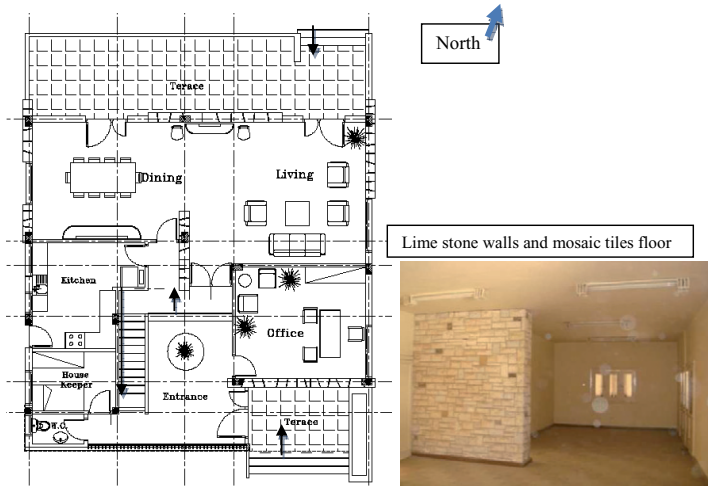 North
Terace
Dining
Living
Lime stone walls and mosaic tiles floor
Kitchen
Office
House
Keeper
Entrance
W.C.
Terace